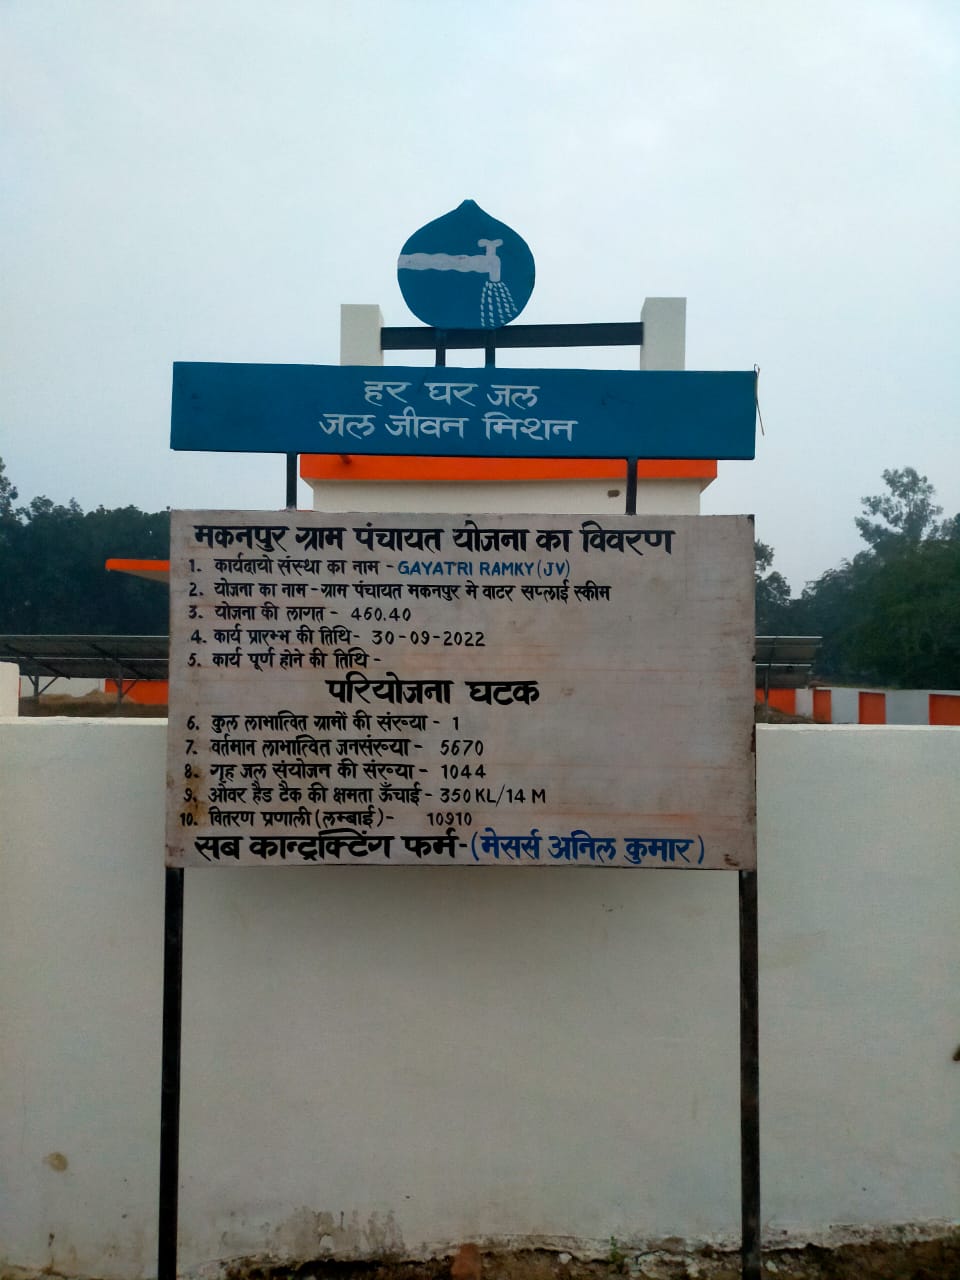 हर घर जल
जल जीवन मिशन
मकनपुर ग्राम पंचायत योजना का विवरण
1. कार्यदायी संस्था का नाम - GAYATRI RAMKY (JV)
2. योजना का नाम - ग्राम पंचायत मकनपुर मे वाटर सप्लाई स्कीम
3. योजना की लागत - 460.40
4. कार्य प्रारम्भ की तिथि- 30-09-2022
5. कार्य पूर्ण होने की तिथि -
परियोजना घटक
6. कुल लाभात्वित ग्रामों की संख्या - 1
7. वर्तमान लाभात्वित जनसंख्या - 5670
8. गृह जल संयोजन की संख्या - 1044
9. ओवर हैड टैक की क्षमता ऊँचाई - 350 KL/14 M
10. वितरण प्रणाली (लम्बाई)- 10910
सब कान्ट्रक्टिंग फर्म-(मेसर्स अनिल कुमार)